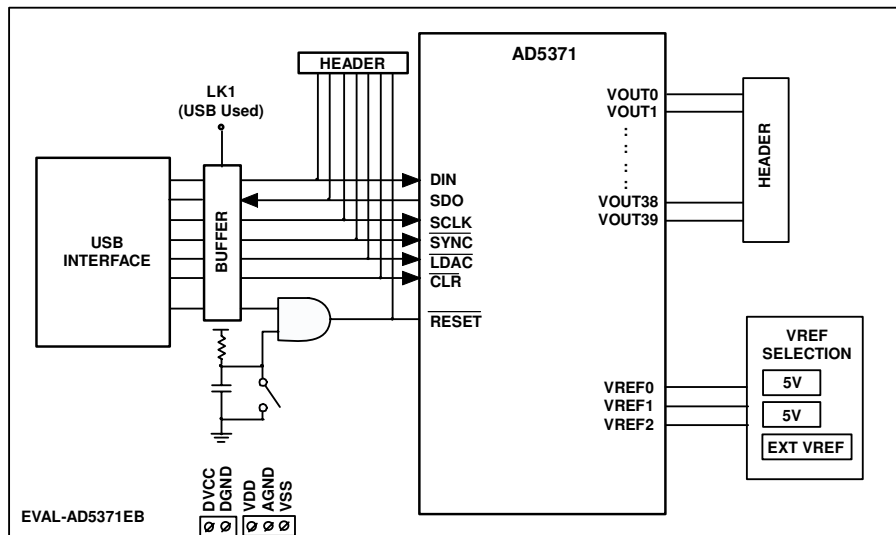 AD5371
HEADER
LK1
(USB Used)
USB
INTERFACE
BUFFER
DIN
SDO
SCLK
SYNC
LDAC
CLR
RESET
VOUT0
VOUT1
VOUT38
VOUT39
HEADER
VREF0
VREF1
VREF2
VREF
SELECTION
5V
5V
EXT VREF
DVCC
DGND
VDD
AGND
VSS
EVAL-AD5371EB